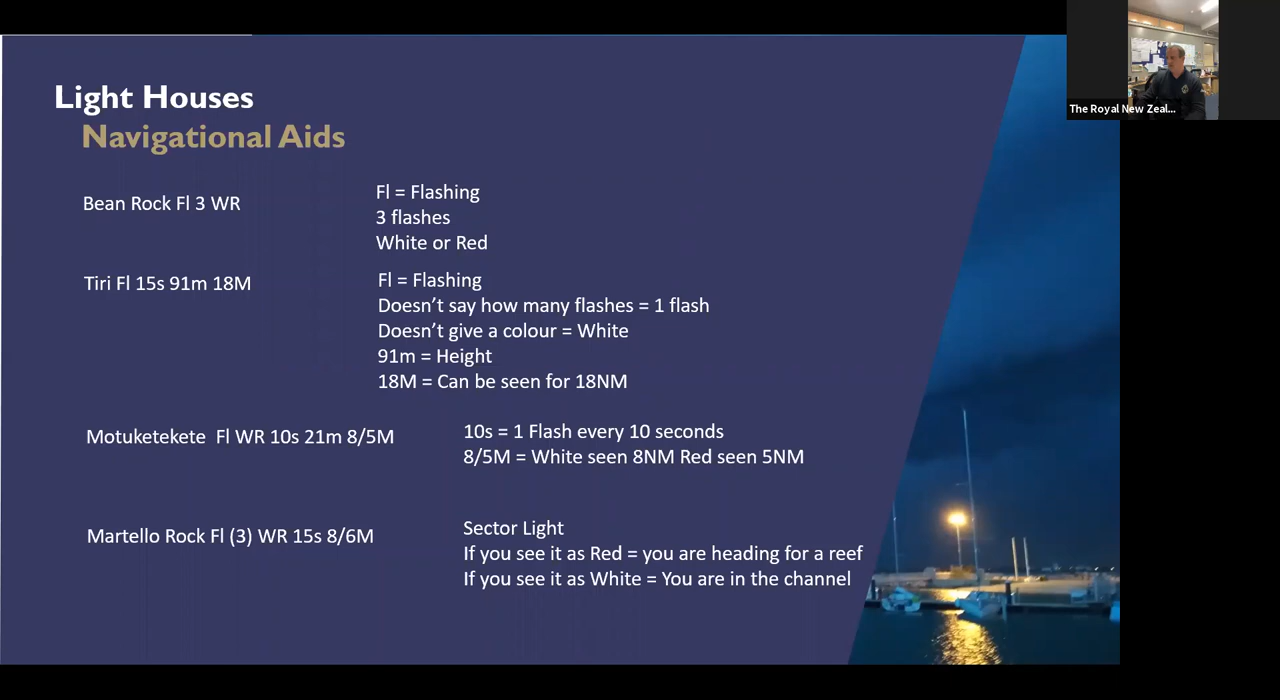 Light Houses
Navigational Aids
Bean Rock Fl 3 WR
Fl = Flashing
3 flashes
White or Red
Tiri Fl 15s 91m 18M
Fl = Flashing
Doesn’t say how many flashes = 1 flash
Doesn’t give a colour = White
91m = Height
18M = Can be seen for 18NM
Motuketekete  Fl WR 10s 21m 8/5M
10s = 1 Flash every 10 seconds
8/5M = White seen 8NM Red seen 5NM
Martello Rock Fl (3) WR 15s 8/6M
Sector Light
If you see it as Red = you are heading for a reef
If you see it as White = You are in the channel
The Royal New Zeal...